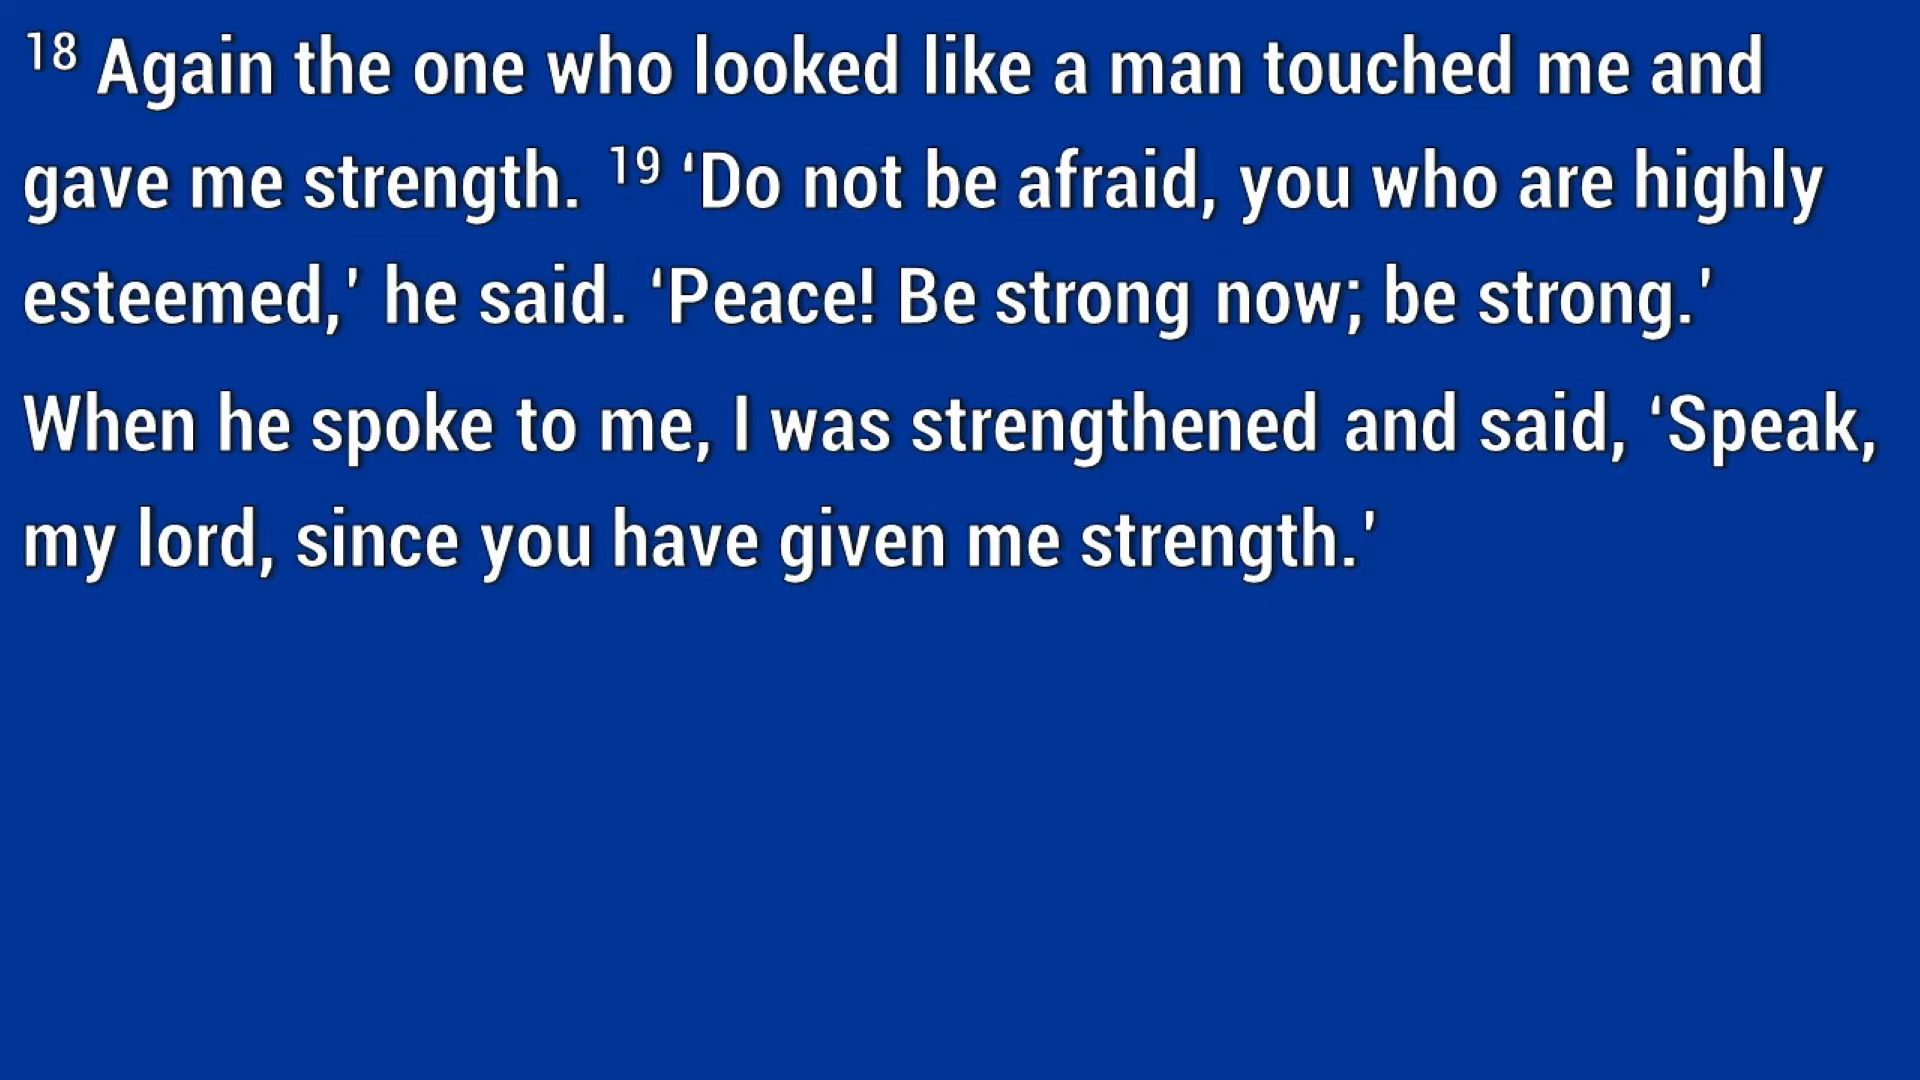 18 Again the one who looked like a man touched me and
gave me strength. 19 ‘Do not be afraid, you who are highly
esteemed,’ he said. ‘Peace! Be strong now; be strong.’
When he spoke to me, I was strengthened and said, ‘Speak,
my lord, since you have given me strength.’